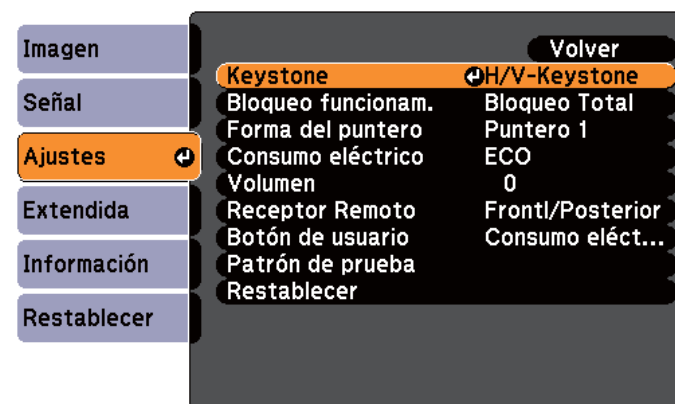 Imagen
Señal
Ajustes
Extendida
Información
Restablecer
Volver
Keystone H/V-Keystone
Bloqueo funcionam. Bloqueo Total
Forma del puntero Puntero 1
Consumo eléctrico ECO
Volumen 0
Receptor Remoto Frontl/Posterior
Botón de usuario Consumo eléct...
Patrón de prueba
Restablecer